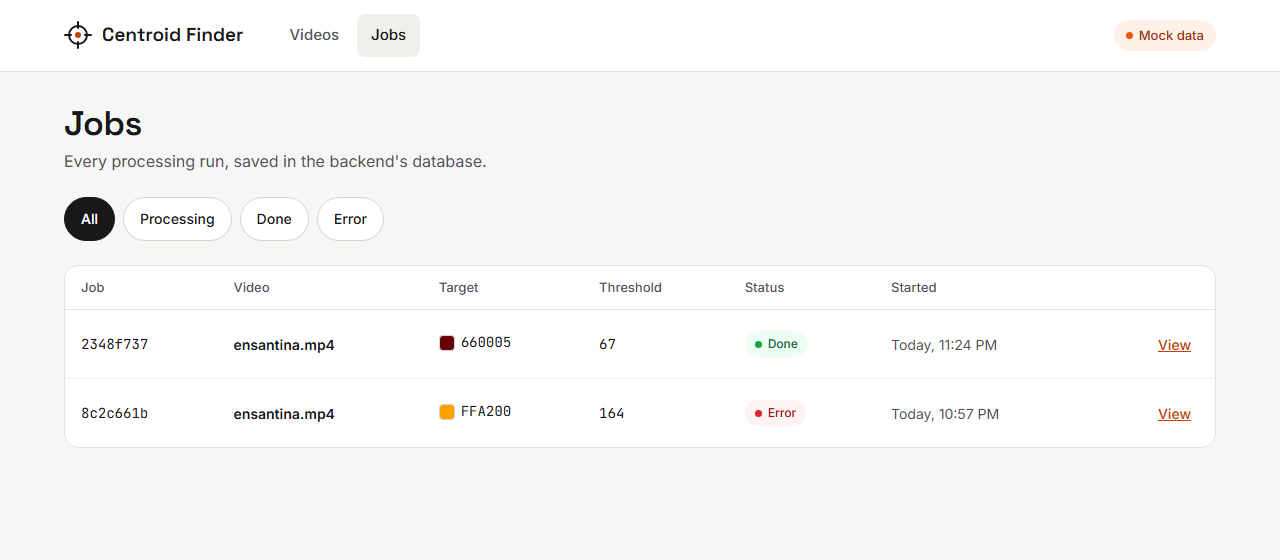 Centroid Finder Videos Jobs Mock data
Jobs
Every processing run, saved in the backend's database.
All Processing Done Error
Job Video Target Threshold Status Started
2348f737 ensantina.mp4 660005 67 Done Today, 11:24 PM View
8c2c661b ensantina.mp4 FFA200 164 Error Today, 10:57 PM View